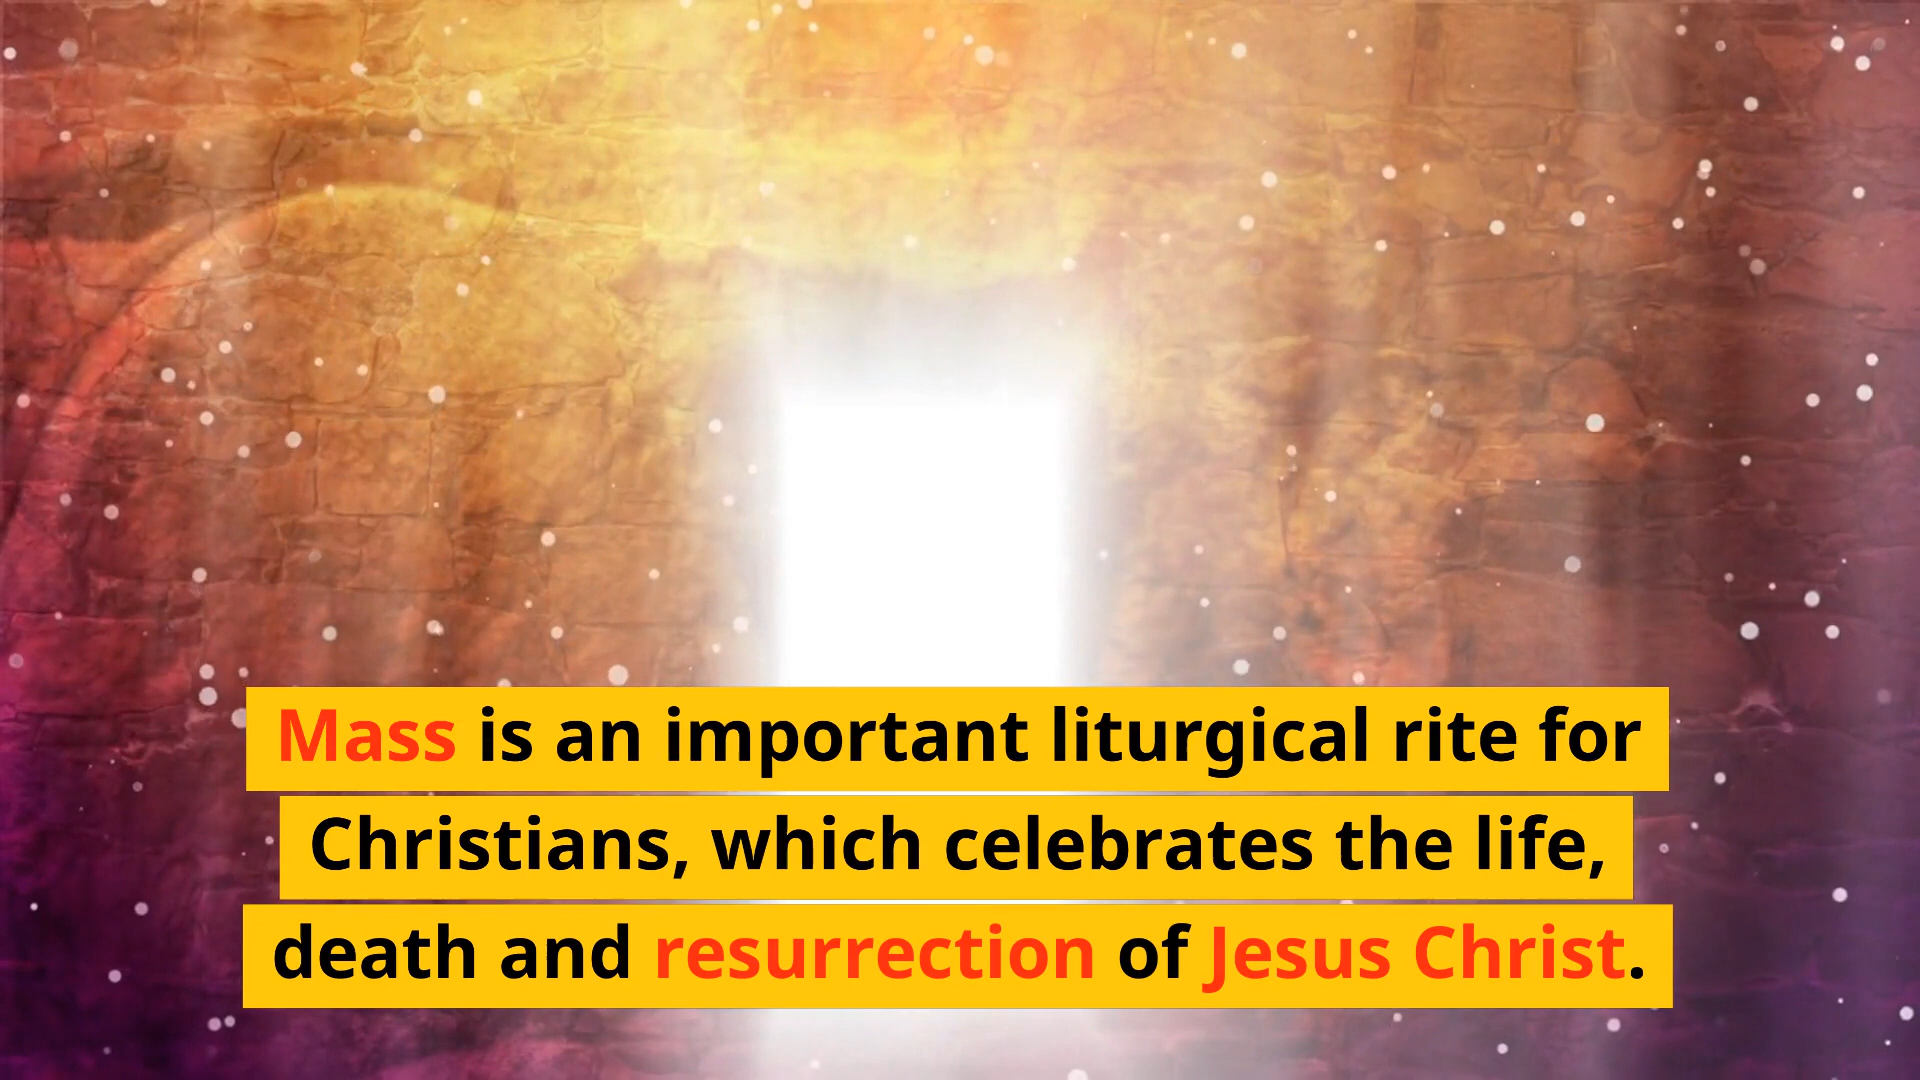 Mass is an important liturgical rite for
Christians, which celebrates the life,
death and resurrection of Jesus Christ.